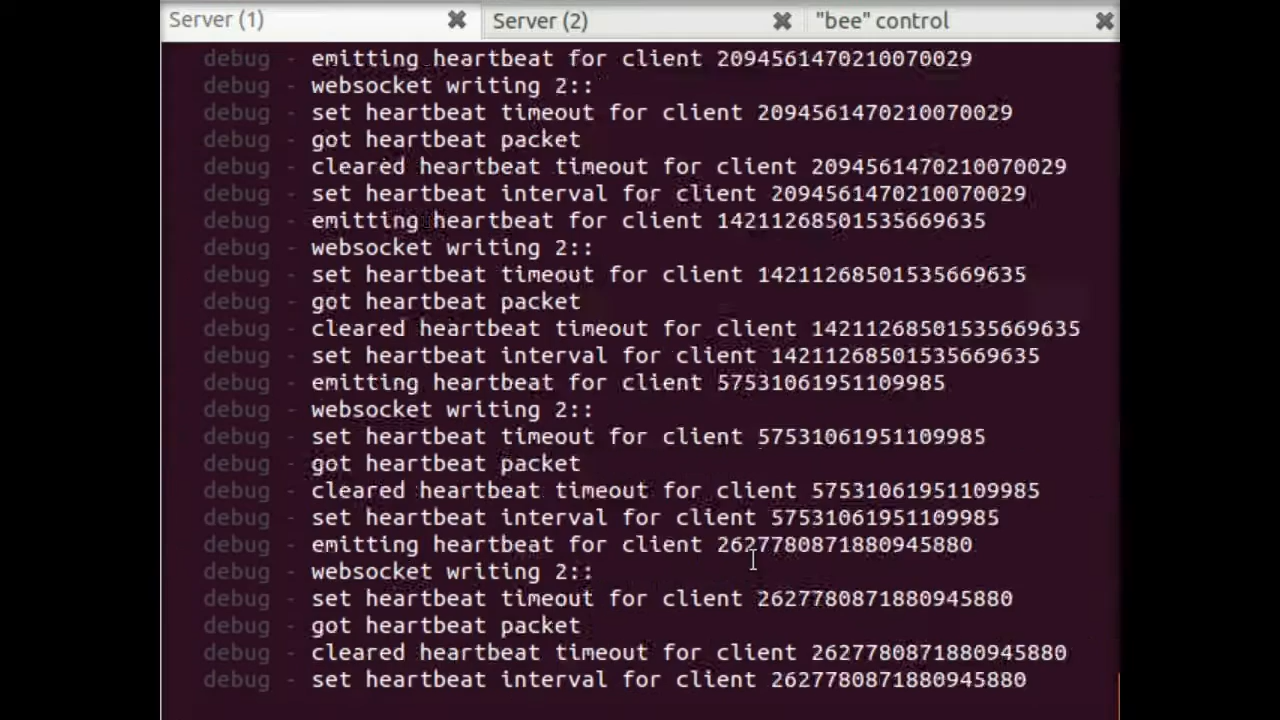 Server (1) ✖ Server (2) ✖ "bee" control ✖
debug - emitting heartbeat for client 2094561470210070029
debug - websocket writing 2::
debug - set heartbeat timeout for client 2094561470210070029
debug - got heartbeat packet
debug - cleared heartbeat timeout for client 2094561470210070029
debug - set heartbeat interval for client 2094561470210070029
debug - emitting heartbeat for client 14211268501535669635
debug - websocket writing 2::
debug - set heartbeat timeout for client 14211268501535669635
debug - got heartbeat packet
debug - cleared heartbeat timeout for client 14211268501535669635
debug - set heartbeat interval for client 14211268501535669635
debug - emitting heartbeat for client 57531061951109985
debug - websocket writing 2::
debug - set heartbeat timeout for client 57531061951109985
debug - got heartbeat packet
debug - cleared heartbeat timeout for client 57531061951109985
debug - set heartbeat interval for client 57531061951109985
debug - emitting heartbeat for client 2627780871880945880
debug - websocket writing 2::
debug - set heartbeat timeout for client 2627780871880945880
debug - got heartbeat packet
debug - cleared heartbeat timeout for client 2627780871880945880
debug - set heartbeat interval for client 2627780871880945880